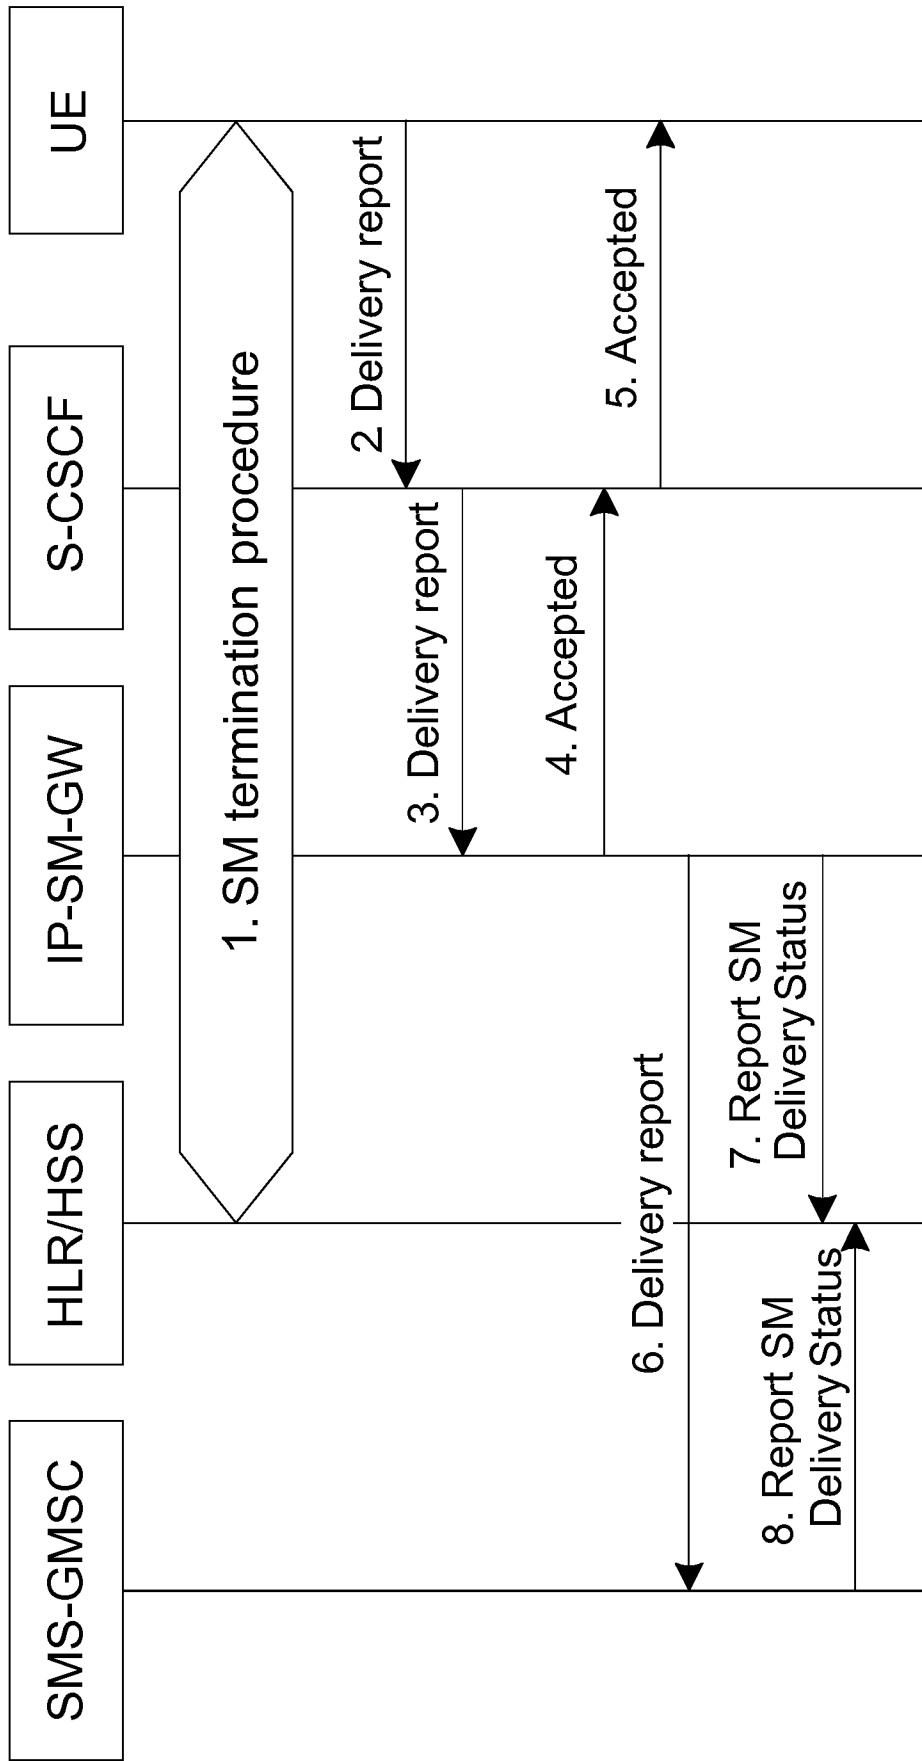 SMS-GMSC
HLR/HSS
IP-SM-GW
S-CSCF
UE
1. SM termination procedure
2 Delivery report
3. Delivery report
4. Accepted
5. Accepted
6. Delivery report
7. Report SM
Delivery Status
8. Report SM
Delivery Status